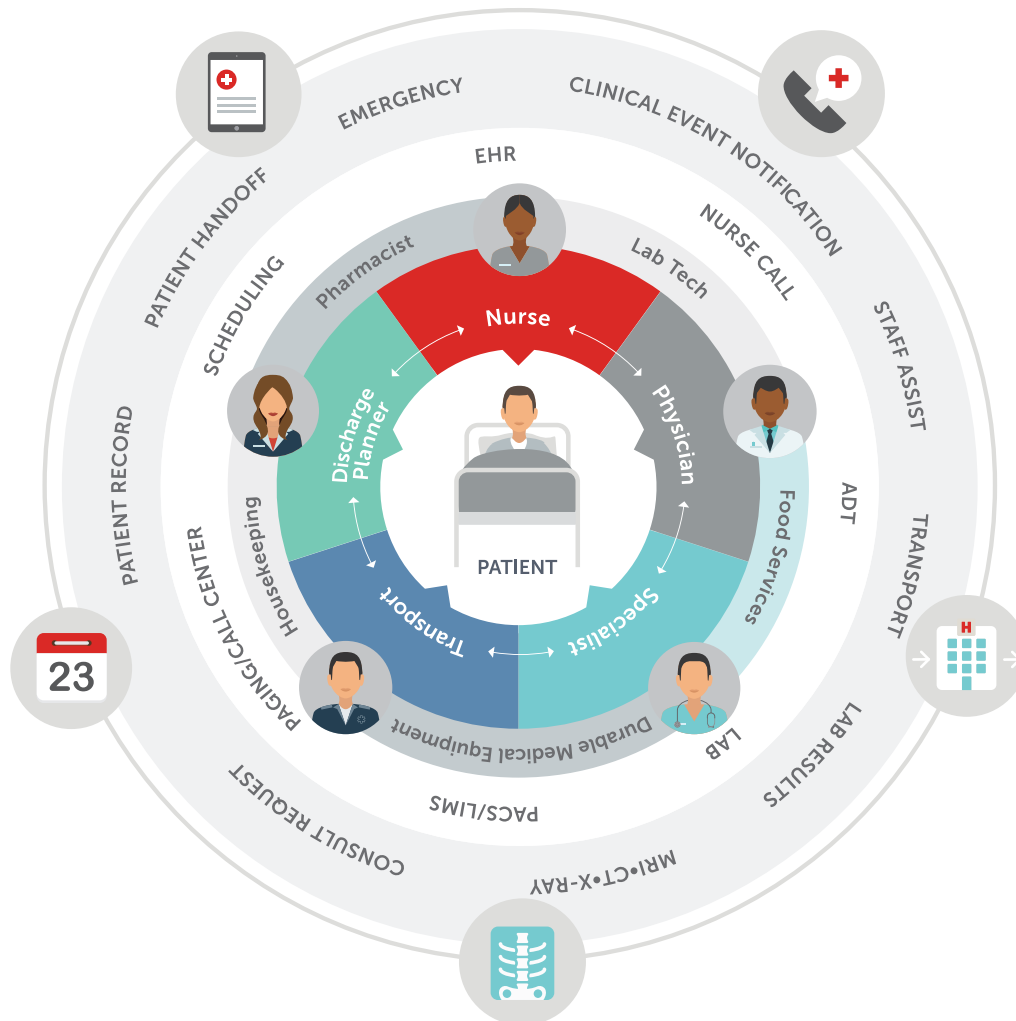 EMERGENCY
CLINICAL EVENT NOTIFICATION
STAFF ASSIST
TRANSPORT
LAB RESULTS
MRI•CT•X-RAY
CONSULT REQUEST
PATIENT RECORD
PATIENT HANDOFF
EHR
NURSE CALL
ADT
LAB
PACS/LIMS
PAGING/CALL CENTER
SCHEDULING
Pharmacist
Lab Tech
Food Services
Durable Medical Equipment
Housekeeping
Nurse
Physician
Specialist
Transport
Discharge
Planner
PATIENT
23
H